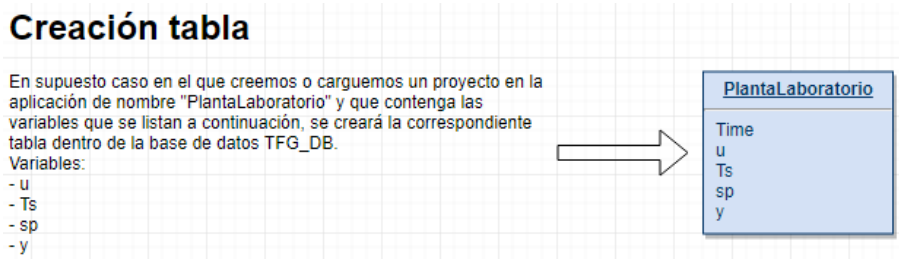 Creación tabla
En supuesto caso en el que creemos o carguemos un proyecto en la
aplicación de nombre "PlantaLaboratorio" y que contenga las
variables que se listan a continuación, se creará la correspondiente
tabla dentro de la base de datos TFG_DB.
Variables:
- u
- Ts
- sp
- y
PlantaLaboratorio
Time
u
Ts
sp
y